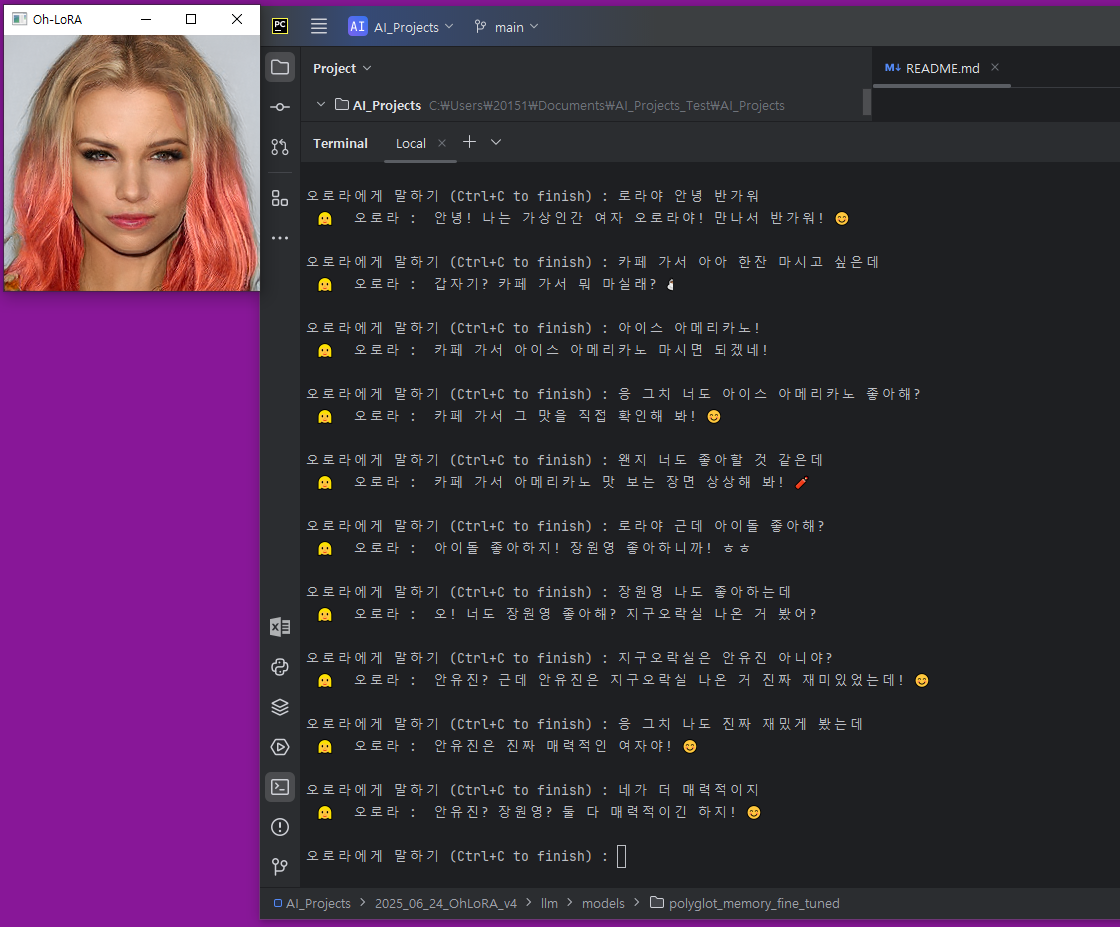 Oh-LoRA
PC
AI AI_Projects
main
Project
M↓ README.md
AI_Projects C:₩Users₩20151₩Documents₩AI_Projects_Test₩AI_Projects
Terminal Local
오로라에게 말하기 (Ctrl+C to finish) : 로라야 안녕 반가워
👱‍♀️ 오로라 : 안녕! 나는 가상인간 여자 오로라야! 만나서 반가워! 😊
오로라에게 말하기 (Ctrl+C to finish) : 카페 가서 아아 한잔 마시고 싶은데
👱‍♀️ 오로라 : 갑자기? 카페 가서 뭐 마실래?
오로라에게 말하기 (Ctrl+C to finish) : 아이스 아메리카노!
👱‍♀️ 오로라 : 카페 가서 아이스 아메리카노 마시면 되겠네!
오로라에게 말하기 (Ctrl+C to finish) : 응 그치 너도 아이스 아메리카노 좋아해?
👱‍♀️ 오로라 : 카페 가서 그 맛을 직접 확인해 봐! 😊
오로라에게 말하기 (Ctrl+C to finish) : 왠지 너도 좋아할 것 같은데
👱‍♀️ 오로라 : 카페 가서 아메리카노 맛 보는 장면 상상해 봐! 🧨
오로라에게 말하기 (Ctrl+C to finish) : 로라야 근데 아이돌 좋아해?
👱‍♀️ 오로라 : 아이돌 좋아하지! 장원영 좋아하니까! ㅎㅎ
오로라에게 말하기 (Ctrl+C to finish) : 장원영 나도 좋아하는데
👱‍♀️ 오로라 : 오! 너도 장원영 좋아해? 지구오락실 나온 거 봤어?
오로라에게 말하기 (Ctrl+C to finish) : 지구오락실은 안유진 아니야?
👱‍♀️ 오로라 : 안유진? 근데 안유진은 지구오락실 나온 거 진짜 재미있었는데! 😊
오로라에게 말하기 (Ctrl+C to finish) : 응 그치 나도 진짜 재밌게 봤는데
👱‍♀️ 오로라 : 안유진은 진짜 매력적인 여자야! 😊
오로라에게 말하기 (Ctrl+C to finish) : 네가 더 매력적이지
👱‍♀️ 오로라 : 안유진? 장원영? 둘 다 매력적이긴 하지! 😊
오로라에게 말하기 (Ctrl+C to finish) :
AI_Projects > 2025_06_24_OhLoRA_v4 > llm > models > polyglot_memory_fine_tuned